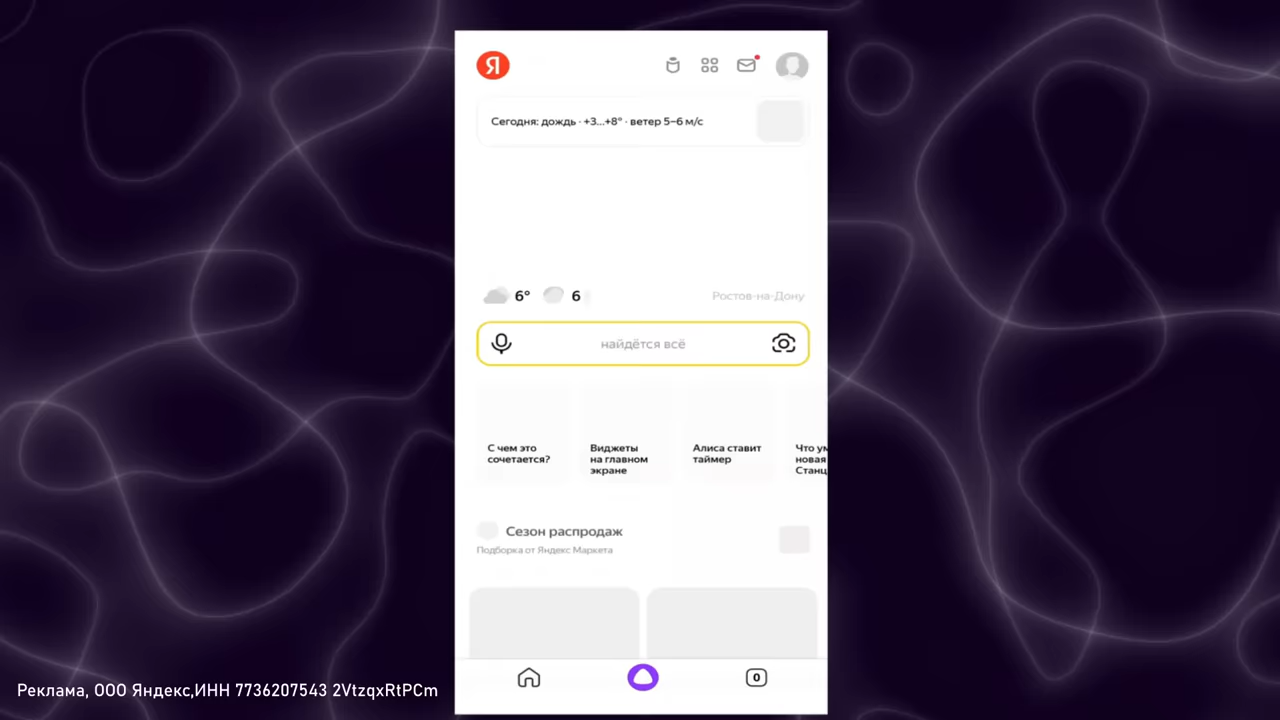 Я
Сегодня: дождь · +3...+8° · ветер 5–6 м/с
6° 6
Ростов-на-Дону
найдётся всё
С чем это
сочетается?
Виджеты
на главном
экране
Алиса ставит
таймер
Что ум
новая
Станц
Сезон распродаж
Подборка от Яндекс Маркета
0
Реклама, ООО Яндекс,ИНН 7736207543 2VtzqxRtPCm